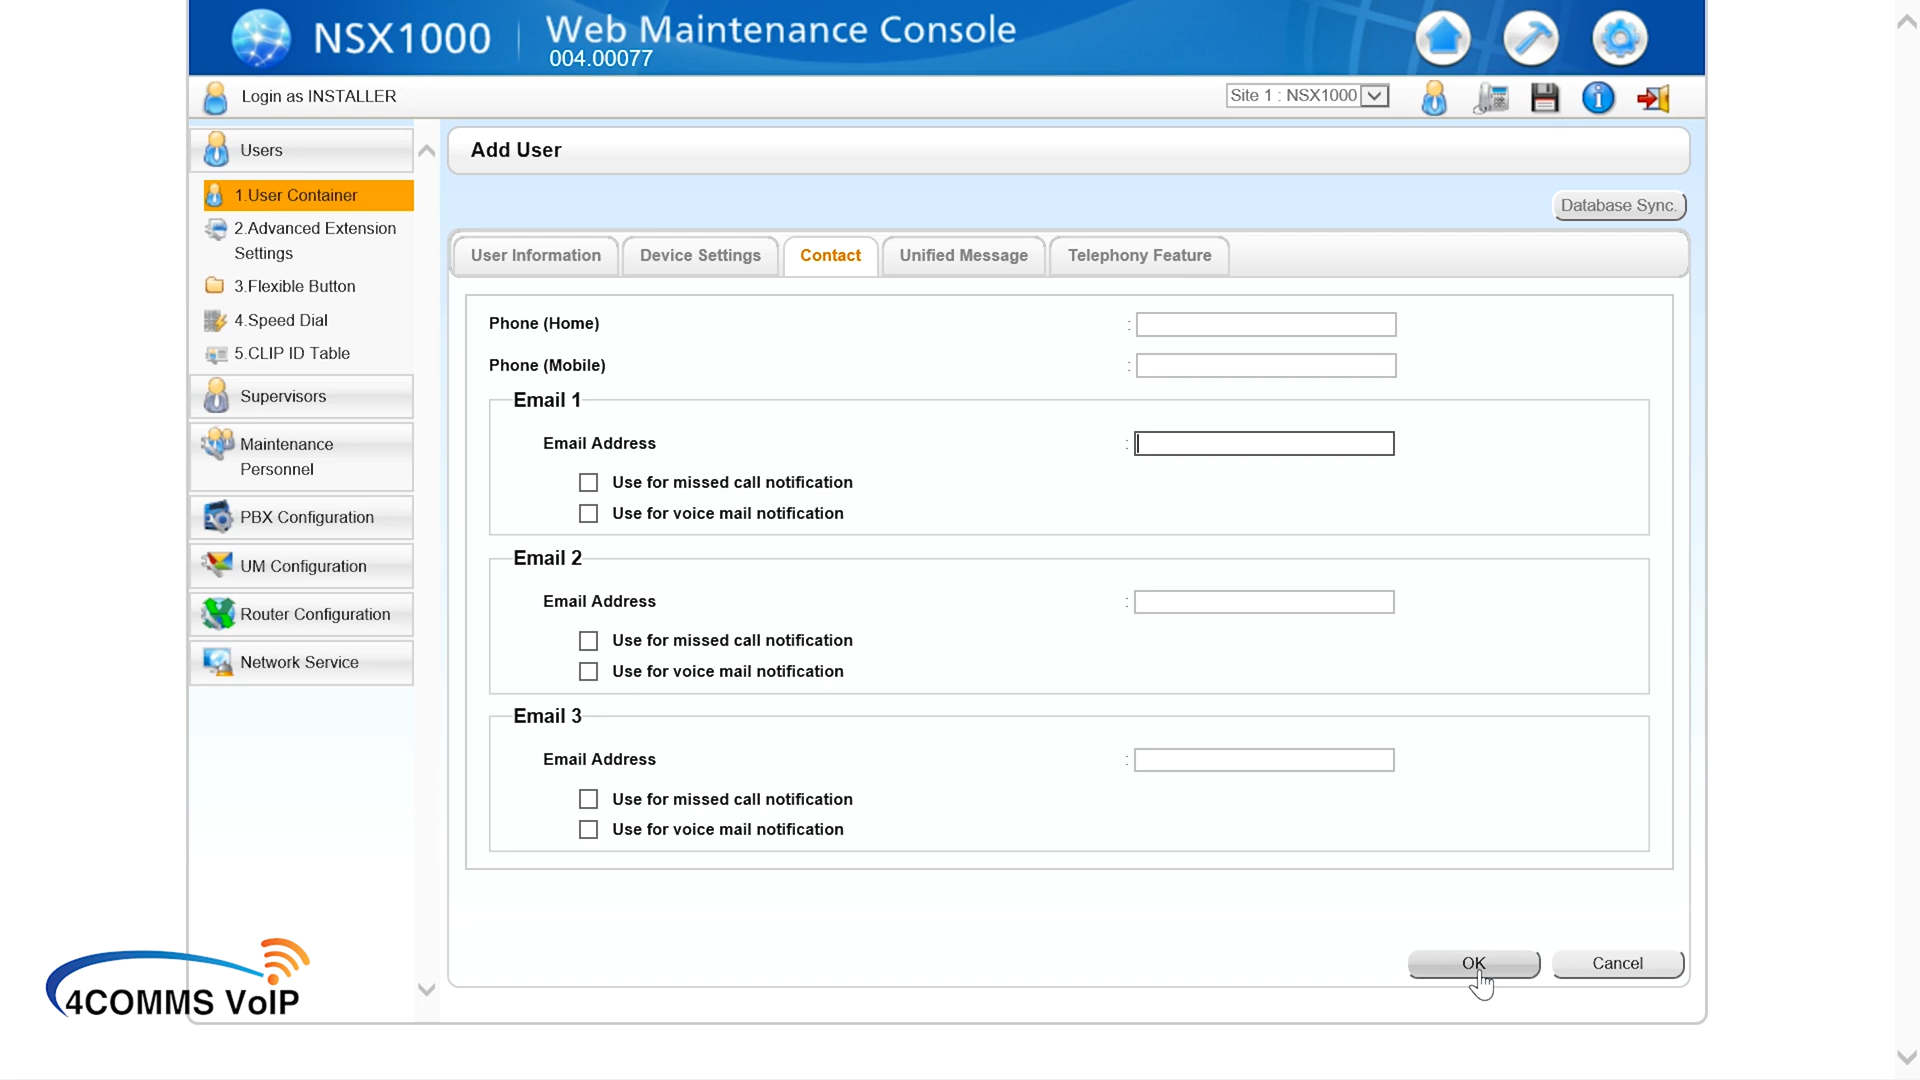 NSX1000
Web Maintenance Console
004.00077
Login as INSTALLER
Site 1 : NSX1000
Users
1.User Container
2.Advanced Extension
Settings
3.Flexible Button
4.Speed Dial
5.CLIP ID Table
Supervisors
Maintenance
Personnel
PBX Configuration
UM Configuration
Router Configuration
Network Service
Add User
Database Sync.
User Information
Device Settings
Contact
Unified Message
Telephony Feature
Phone (Home) :
Phone (Mobile) :
Email 1
Email Address :
Use for missed call notification
Use for voice mail notification
Email 2
Email Address :
Use for missed call notification
Use for voice mail notification
Email 3
Email Address :
Use for missed call notification
Use for voice mail notification
OK
Cancel
4COMMS VoIP